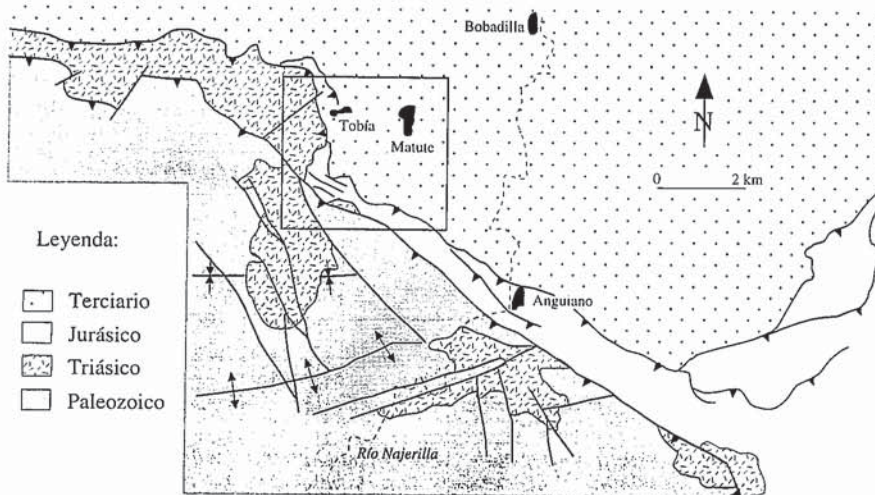 Bobadilla
Tobía
Matute
N
0 2 km
Leyenda:
Terciario
Jurásico
Triásico
Paleozoico
Anguiano
Río Najerilla